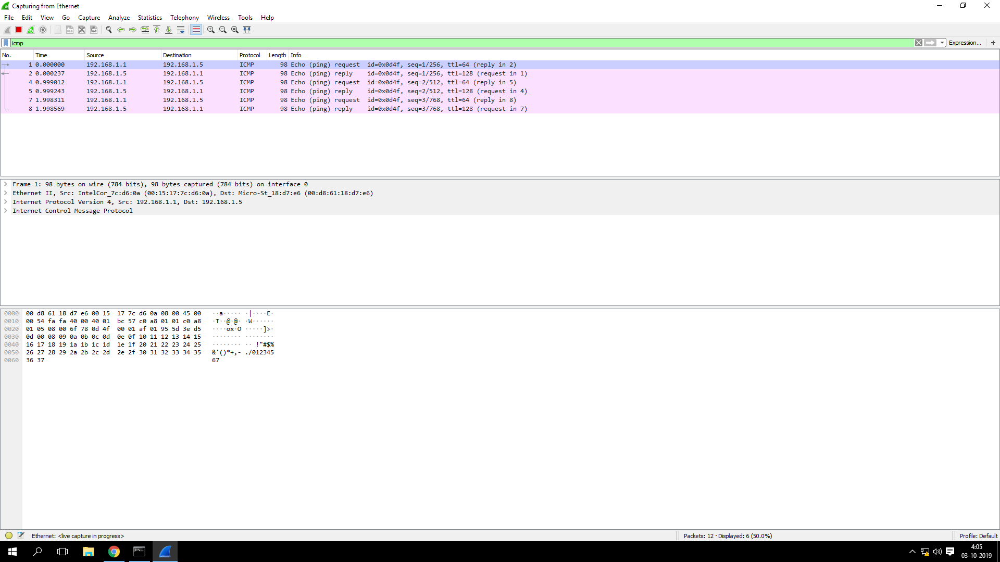 Capturing from Ethernet
File Edit View Go Capture Analyze Statistics Telephony Wireless Tools Help
icmp Expression... +
No. Time Source Destination Protocol Length Info
1 0.000000 192.168.1.1 192.168.1.5 ICMP 98 Echo (ping) request id=0x0d4f, seq=1/256, ttl=64 (reply in 2)
2 0.000237 192.168.1.5 192.168.1.1 ICMP 98 Echo (ping) reply id=0x0d4f, seq=1/256, ttl=128 (request in 1)
4 0.999012 192.168.1.1 192.168.1.5 ICMP 98 Echo (ping) request id=0x0d4f, seq=2/512, ttl=64 (reply in 5)
5 0.999243 192.168.1.5 192.168.1.1 ICMP 98 Echo (ping) reply id=0x0d4f, seq=2/512, ttl=128 (request in 4)
7 1.998311 192.168.1.1 192.168.1.5 ICMP 98 Echo (ping) request id=0x0d4f, seq=3/768, ttl=64 (reply in 8)
8 1.998569 192.168.1.5 192.168.1.1 ICMP 98 Echo (ping) reply id=0x0d4f, seq=3/768, ttl=128 (request in 7)
Frame 1: 98 bytes on wire (784 bits), 98 bytes captured (784 bits) on interface 0
Ethernet II, Src: IntelCor_7c:d6:0a (00:15:17:7c:d6:0a), Dst: Micro-St_18:d7:e6 (00:d8:61:18:d7:e6)
Internet Protocol Version 4, Src: 192.168.1.1, Dst: 192.168.1.5
Internet Control Message Protocol
0000 00 d8 61 18 d7 e6 00 15 17 7c d6 0a 08 00 45 00 ··a····· ·|····E·
0010 00 54 fa fa 40 00 40 01 bc 57 c0 a8 01 01 c0 a8 ·T··@·@· ·W······
0020 01 05 08 00 6f 78 0d 4f 00 01 af 01 95 5d 3e d5 ····ox·O ·····]>·
0030 0d 00 08 09 0a 0b 0c 0d 0e 0f 10 11 12 13 14 15 ········ ········
0040 16 17 18 19 1a 1b 1c 1d 1e 1f 20 21 22 23 24 25 ········ ·· !"#$%
0050 26 27 28 29 2a 2b 2c 2d 2e 2f 30 31 32 33 34 35 &'()*+,- ./012345
0060 36 37 67
Ethernet: <live capture in progress> Packets: 12 · Displayed: 6 (50.0%) Profile: Default
4:05
03-10-2019